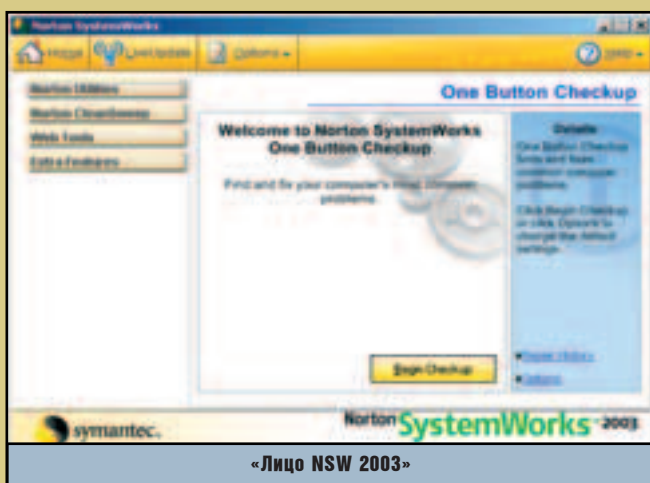 Norton SystemWorks
Home LiveUpdate Options Help
Norton Utilities
Norton CleanSweep
Web Tools
Extra Features
One Button Checkup
Welcome to Norton SystemWorks
One Button Checkup
Find and fix your computer's most common
problems.
Details
One Button Checkup
finds and fixes
common computer
problems.
Click Begin Checkup
or click Options to
change the default
settings.
Begin Checkup
Repair History
Options
symantec.
Norton SystemWorks 2003
«Лицо NSW 2003»